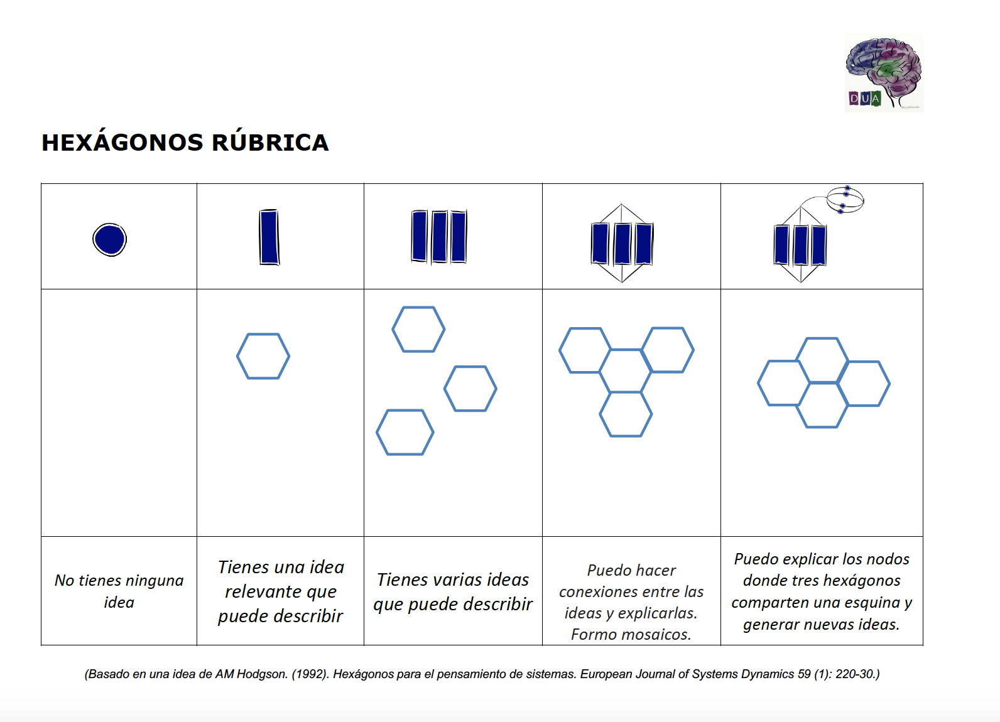 DUA
HEXÁGONOS RÚBRICA
No tienes ninguna
idea
Tienes una idea
relevante que
puede describir
Tienes varias ideas
que puede describir
Puedo hacer
conexiones entre las
ideas y explicarlas.
Formo mosaicos.
Puedo explicar los nodos
donde tres hexágonos
comparten una esquina y
generar nuevas ideas.
(Basado en una idea de AM Hodgson. (1992). Hexágonos para el pensamiento de sistemas. European Journal of Systems Dynamics 59 (1): 220-30.)